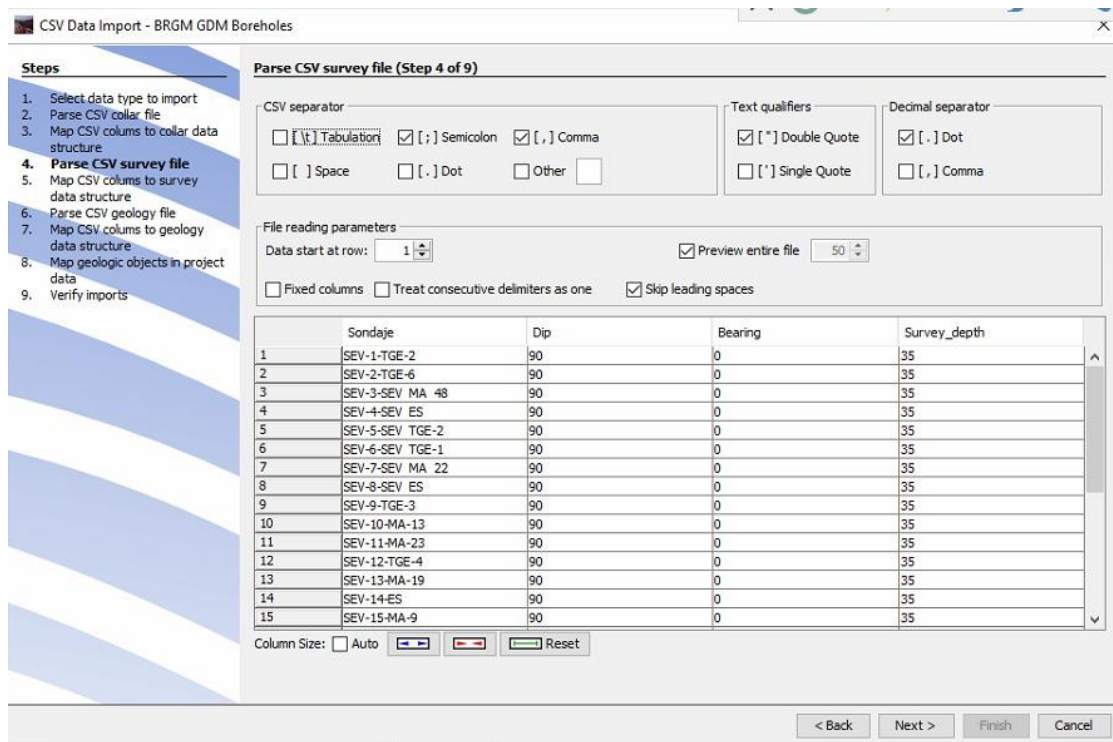 CSV Data Import - BRGM GDM Boreholes
Steps
1. Select data type to import
2. Parse CSV collar file
3. Map CSV colums to collar data
structure
4. Parse CSV survey file
5. Map CSV colums to survey
data structure
6. Parse CSV geology file
7. Map CSV colums to geology
data structure
8. Map geologic objects in project
data
9. Verify imports
Parse CSV survey file (Step 4 of 9)
CSV separator
[ \t ] Tabulation [ ; ] Semicolon [ , ] Comma
[ ] Space [ . ] Dot Other
Text qualifiers
[ " ] Double Quote
[ ' ] Single Quote
Decimal separator
[ . ] Dot
[ , ] Comma
File reading parameters
Data start at row: 1 Preview entire file 50
Fixed columns Treat consecutive delimiters as one Skip leading spaces
Sondaje Dip Bearing Survey_depth
1 SEV-1-TGE-2 90 0 35
2 SEV-2-TGE-6 90 0 35
3 SEV-3-SEV MA 48 90 0 35
4 SEV-4-SEV ES 90 0 35
5 SEV-5-SEV TGE-2 90 0 35
6 SEV-6-SEV TGE-1 90 0 35
7 SEV-7-SEV MA 22 90 0 35
8 SEV-8-SEV ES 90 0 35
9 SEV-9-TGE-3 90 0 35
10 SEV-10-MA-13 90 0 35
11 SEV-11-MA-23 90 0 35
12 SEV-12-TGE-4 90 0 35
13 SEV-13-MA-19 90 0 35
14 SEV-14-ES 90 0 35
15 SEV-15-MA-9 90 0 35
Column Size: Auto Reset
< Back Next > Finish Cancel